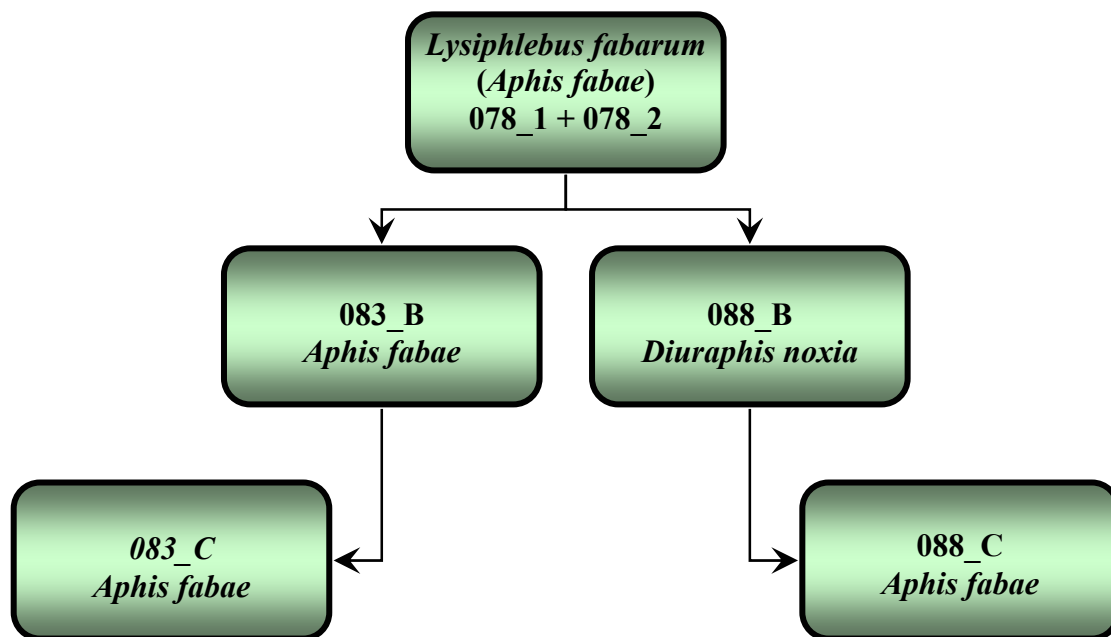 Lysiphlebus fabarum
(Aphis fabae)
078_1 + 078_2
083_B
Aphis fabae
088_B
Diuraphis noxia
083_C
Aphis fabae
088_C
Aphis fabae